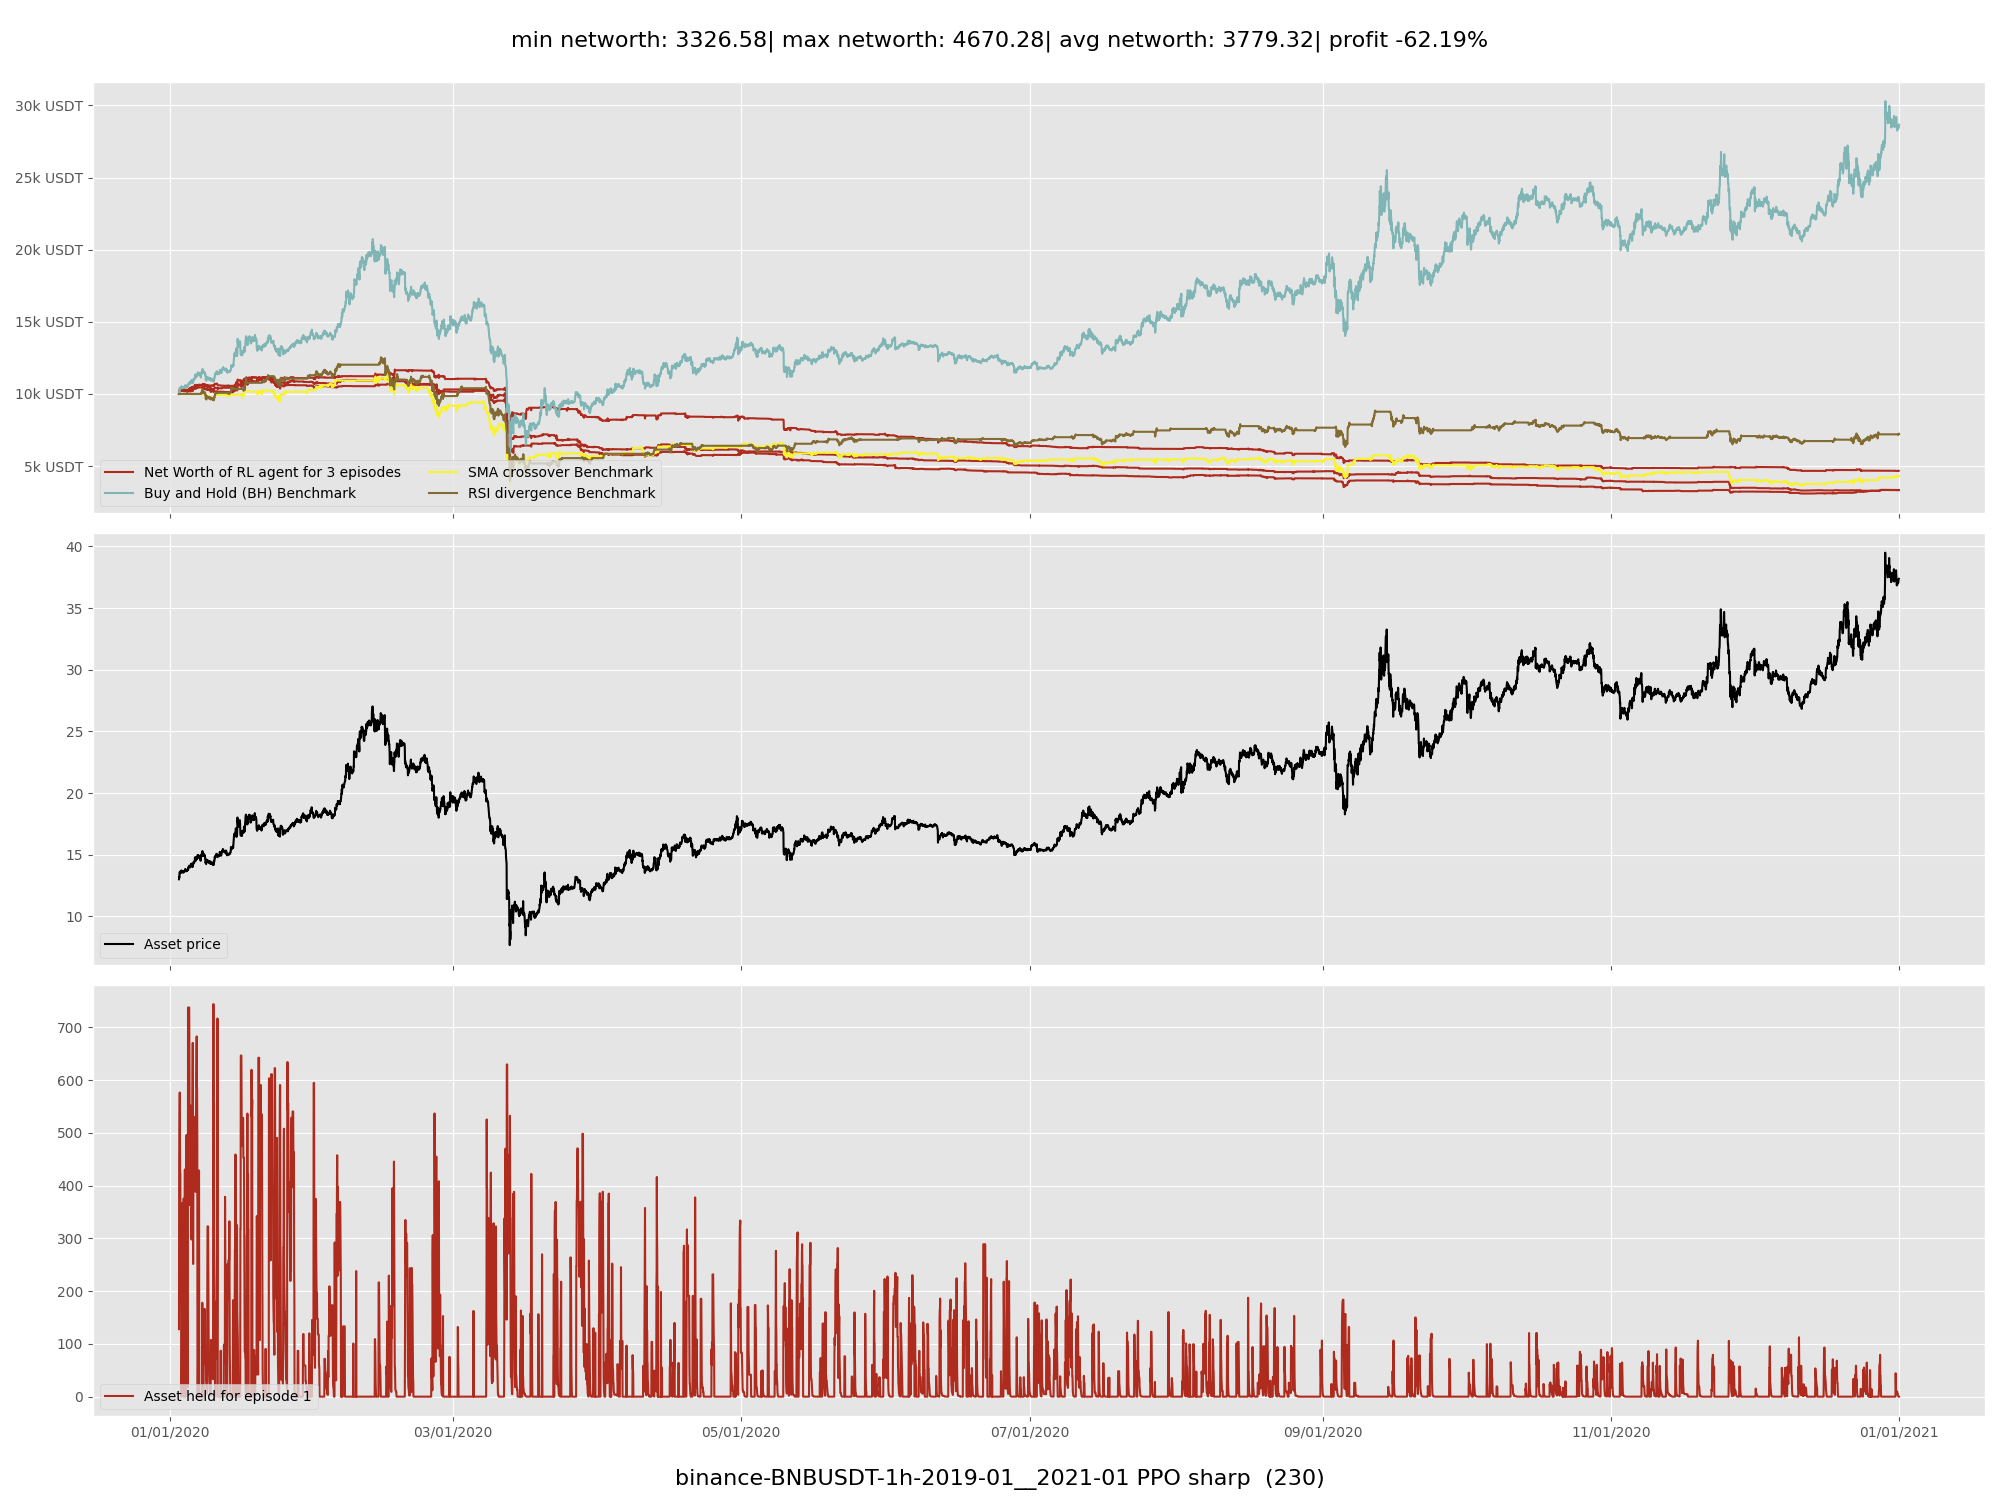 min networth: 3326.58| max networth: 4670.28| avg networth: 3779.32| profit -62.19%
30k USDT
25k USDT
20k USDT
15k USDT
10k USDT
5k USDT
Net Worth of RL agent for 3 episodes
Buy and Hold (BH) Benchmark
SMA crossover Benchmark
RSI divergence Benchmark
40
35
30
25
20
15
10
Asset price
700
600
500
400
300
200
100
0
Asset held for episode 1
01/01/2020
03/01/2020
05/01/2020
07/01/2020
09/01/2020
11/01/2020
01/01/2021
binance-BNBUSDT-1h-2019-01__2021-01 PPO sharp  (230)